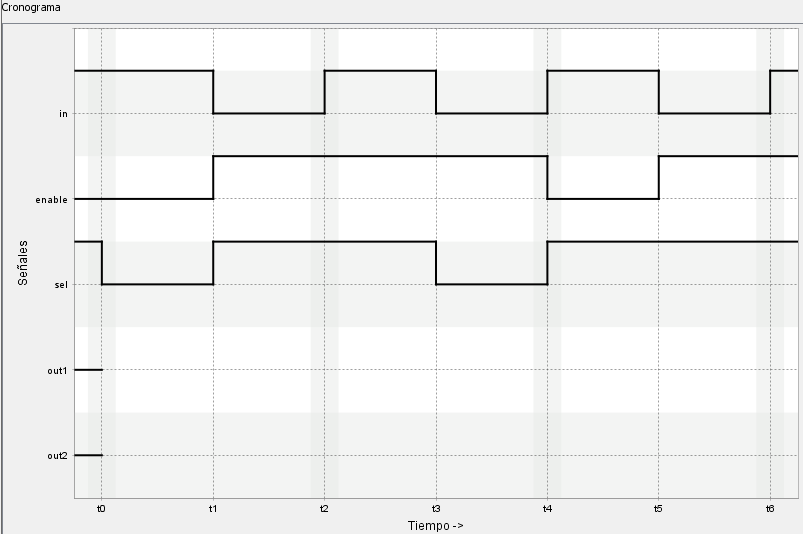 Cronograma
in
enable
sel
out1
out2
Señales
t0 t1 t2 t3 t4 t5 t6
Tiempo ->